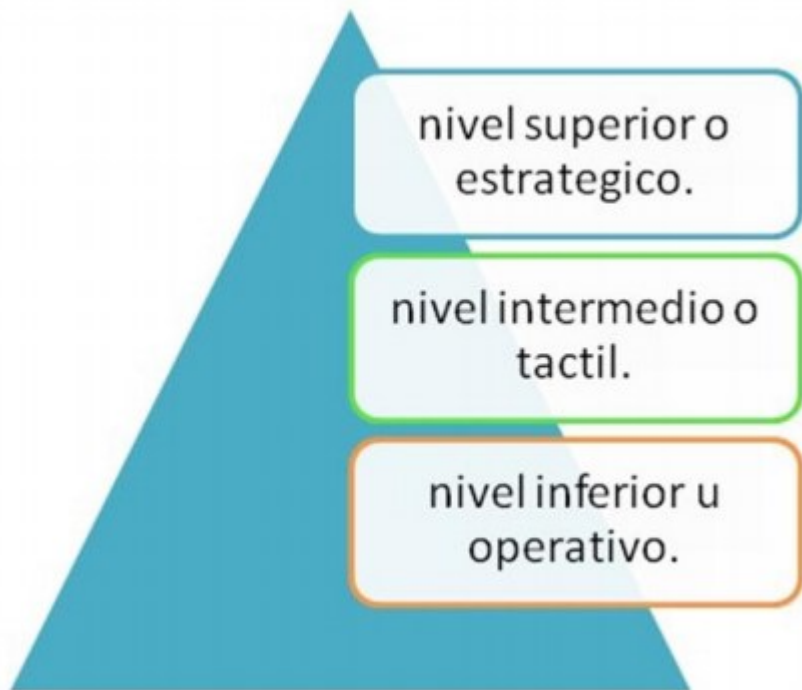 nivel superior o
estrategico.
nivel intermedio o
tactil.
nivel inferior u
operativo.